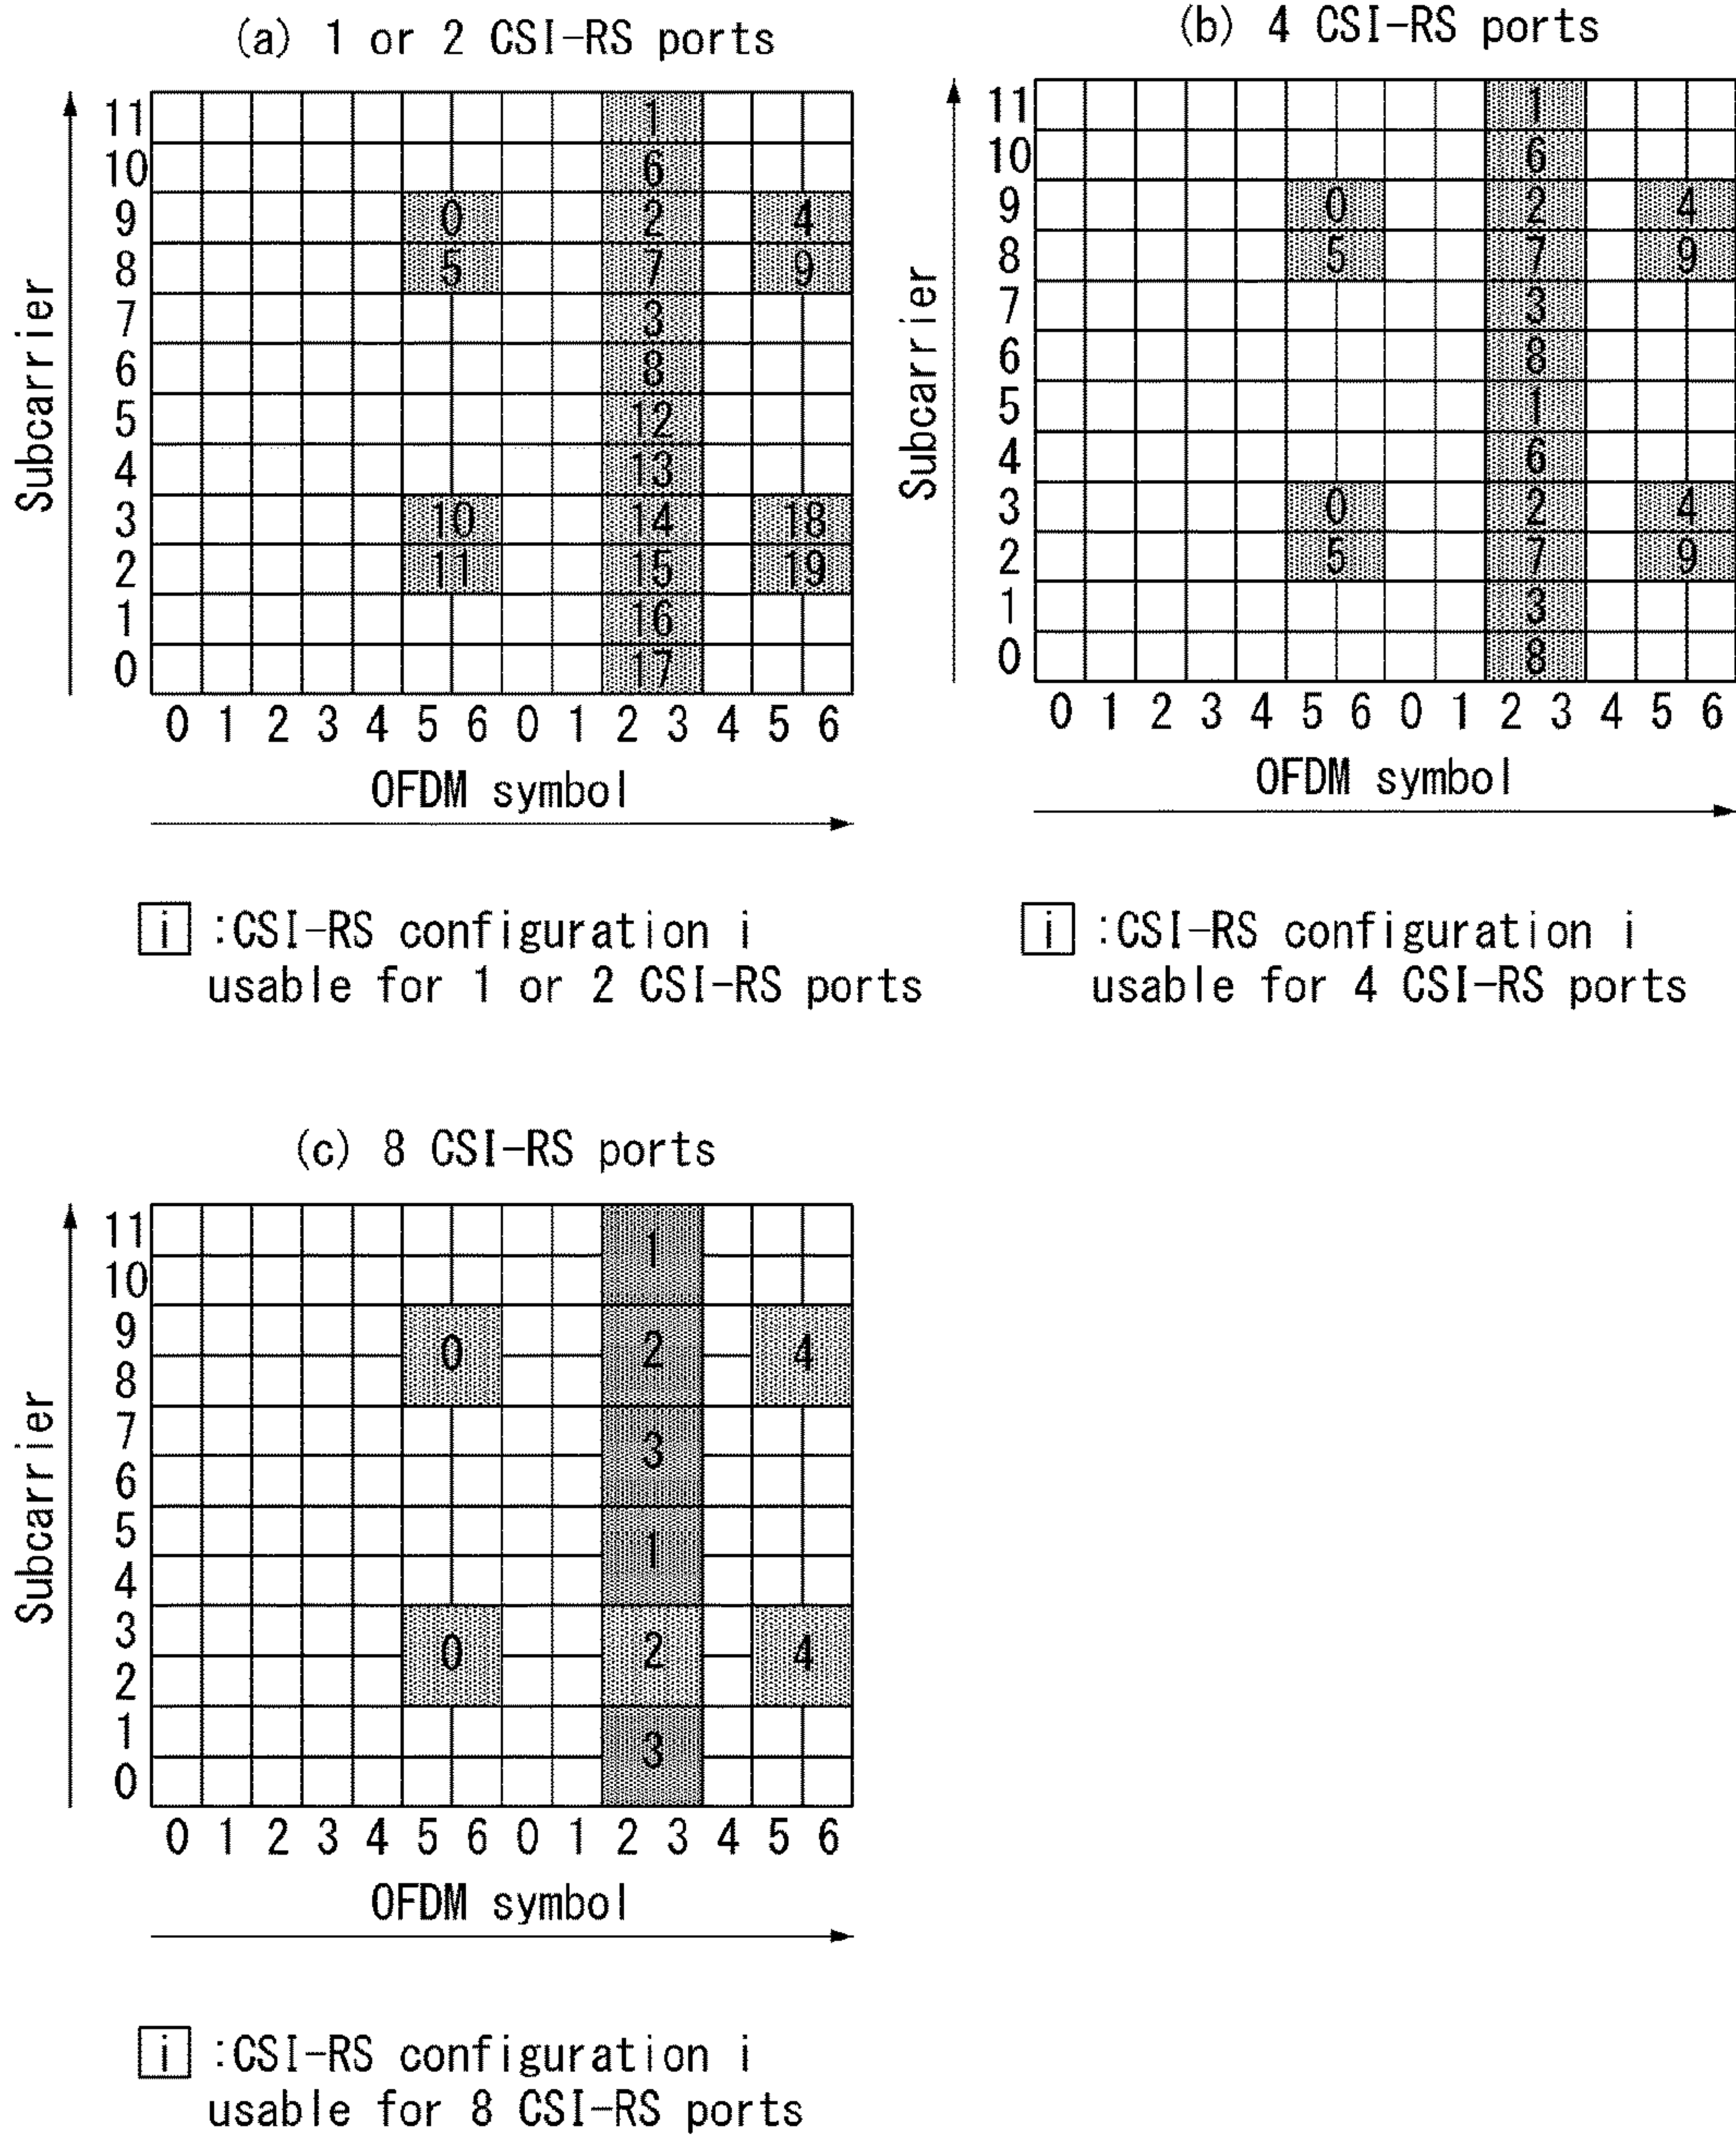 (a) 1 or 2 CSI-RS ports
Subcarrier
11 1
10 6
9 0 2 4
8 5 7 9
7 3
6 8
5 12
4 13
3 10 14 18
2 11 15 19
1 16
0 17
0 1 2 3 4 5 6 0 1 2 3 4 5 6
OFDM symbol
i :CSI-RS configuration i
usable for 1 or 2 CSI-RS ports
(b) 4 CSI-RS ports
Subcarrier
11 1
10 6
9 0 2 4
8 5 7 9
7 3
6 8
5 1
4 6
3 0 2 4
2 5 7 9
1 3
0 8
0 1 2 3 4 5 6 0 1 2 3 4 5 6
OFDM symbol
i :CSI-RS configuration i
usable for 4 CSI-RS ports
(c) 8 CSI-RS ports
Subcarrier
11
1
10
9
0 2 4
8
7
3
6
5
1
4
3
0 2 4
2
1
3
0
0 1 2 3 4 5 6 0 1 2 3 4 5 6
OFDM symbol
i :CSI-RS configuration i
usable for 8 CSI-RS ports